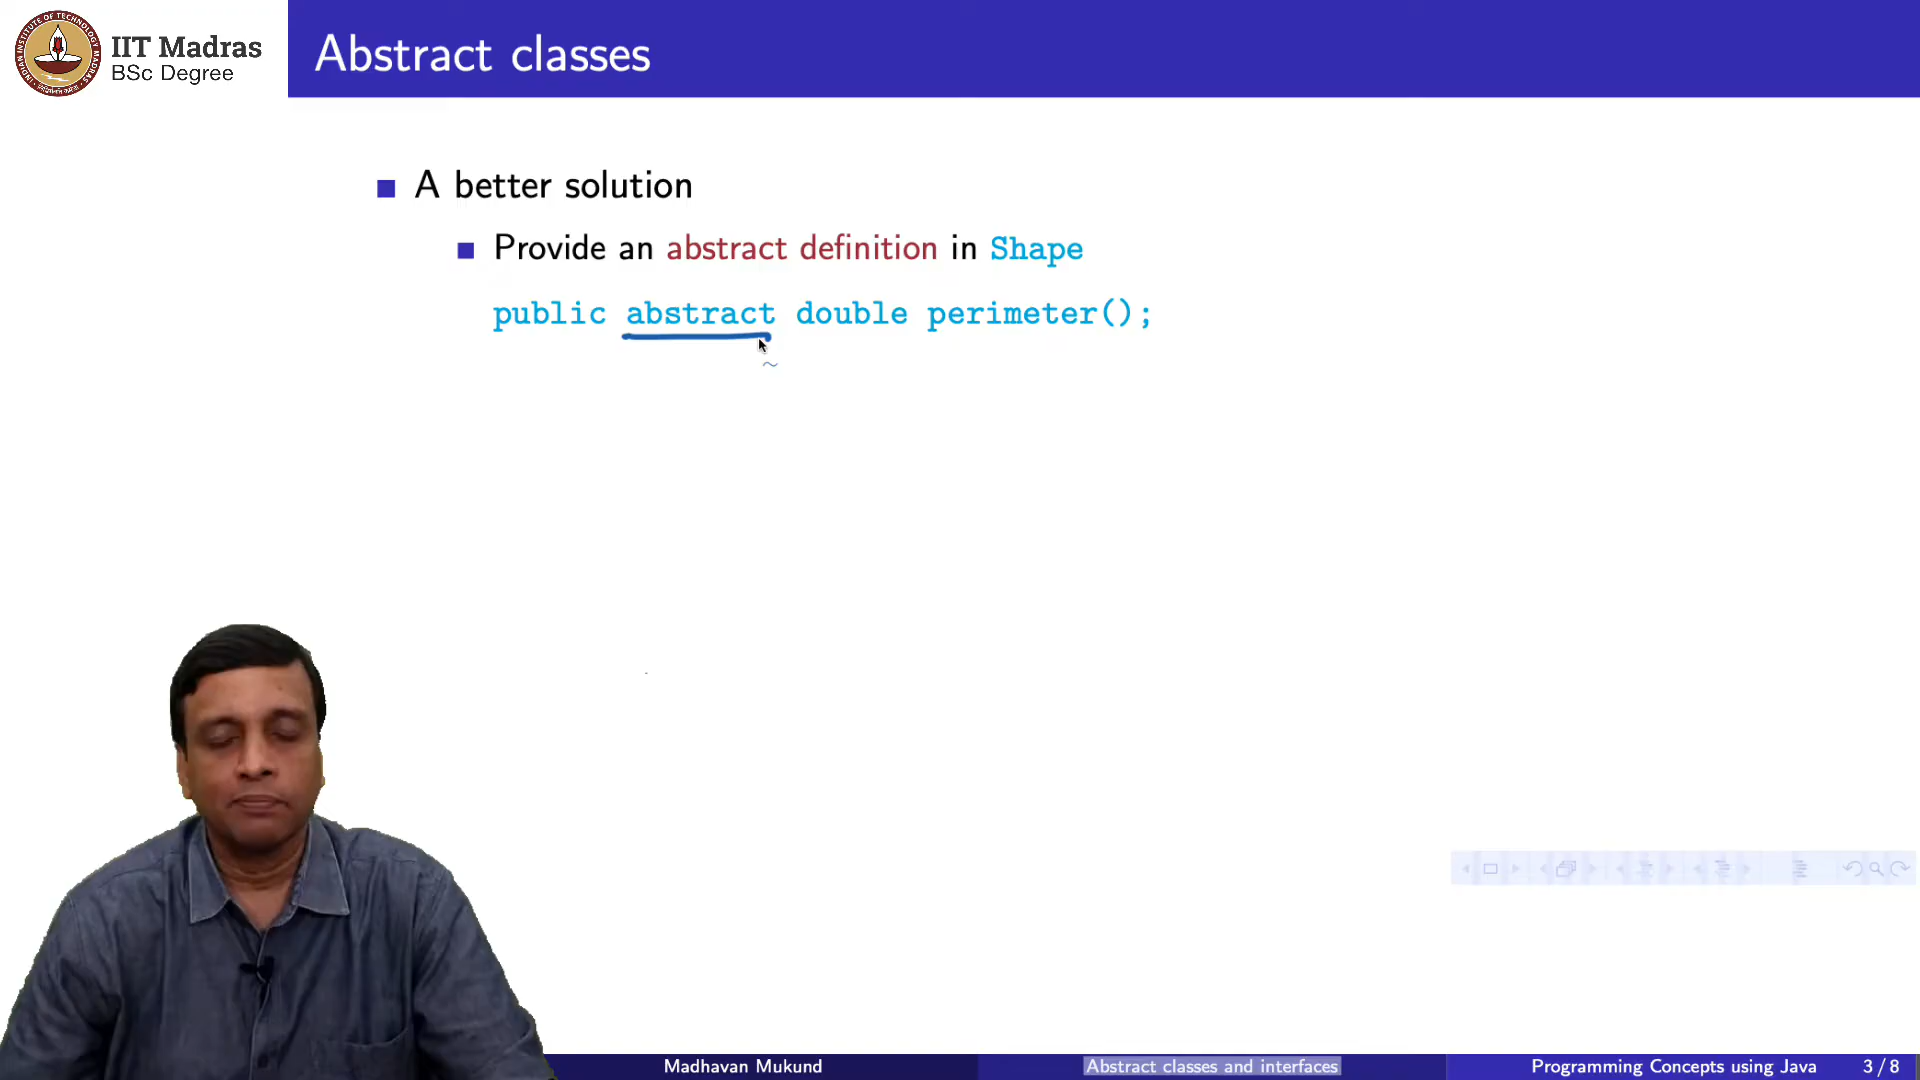 IIT Madras
BSc Degree
Abstract classes
A better solution
Provide an abstract definition in Shape
public abstract double perimeter();
Madhavan Mukund
Abstract classes and interfaces
Programming Concepts using Java
3 / 8